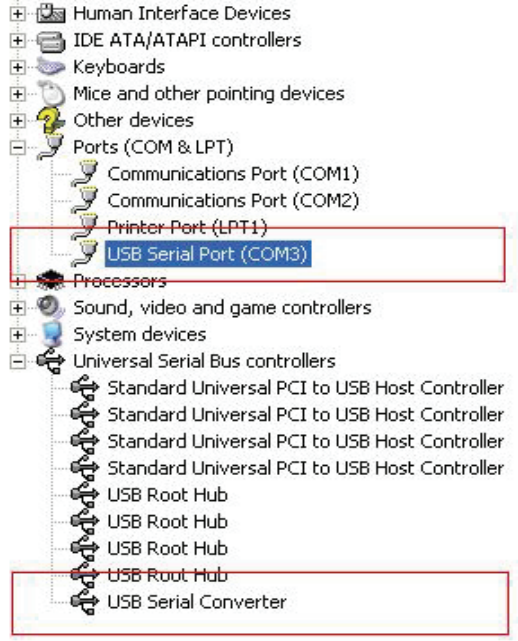 Human Interface Devices
IDE ATA/ATAPI controllers
Keyboards
Mice and other pointing devices
Other devices
Ports (COM & LPT)
Communications Port (COM1)
Communications Port (COM2)
Printer Port (LPT1)
USB Serial Port (COM3)
Processors
Sound, video and game controllers
System devices
Universal Serial Bus controllers
Standard Universal PCI to USB Host Controller
Standard Universal PCI to USB Host Controller
Standard Universal PCI to USB Host Controller
Standard Universal PCI to USB Host Controller
USB Root Hub
USB Root Hub
USB Root Hub
USB Root Hub
USB Serial Converter